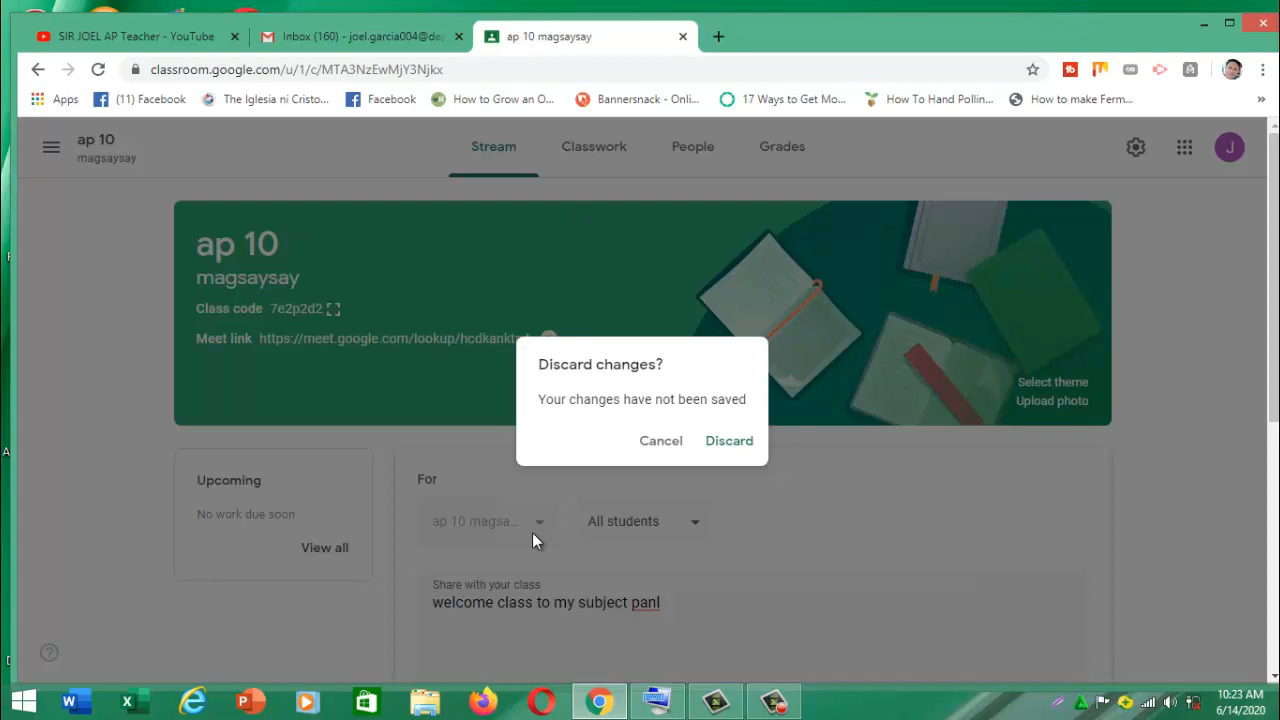 SIR JOEL AP Teacher - YouTube
Inbox (160) - joel.garcia004@de
ap 10 magsaysay
classroom.google.com/u/1/c/MTA3NzEwMjY3Njkx
Apps
(11) Facebook
The Iglesia ni Cristo...
Facebook
How to Grow an O...
Bannersnack - Onli...
17 Ways to Get Mo...
How To Hand Pollin...
How to make Ferm...
»
ap 10
magsaysay
Stream
Classwork
People
Grades
J
ap 10
magsaysay
Class code 7e2p2d2
Meet link https://meet.google.com/lookup/hcdkankt
Select theme
Upload photo
Discard changes?
Your changes have not been saved
Cancel
Discard
Upcoming
No work due soon
View all
For
ap 10 magsa...
All students
Share with your class
welcome class to my subject panl
10:23 AM
6/14/2020